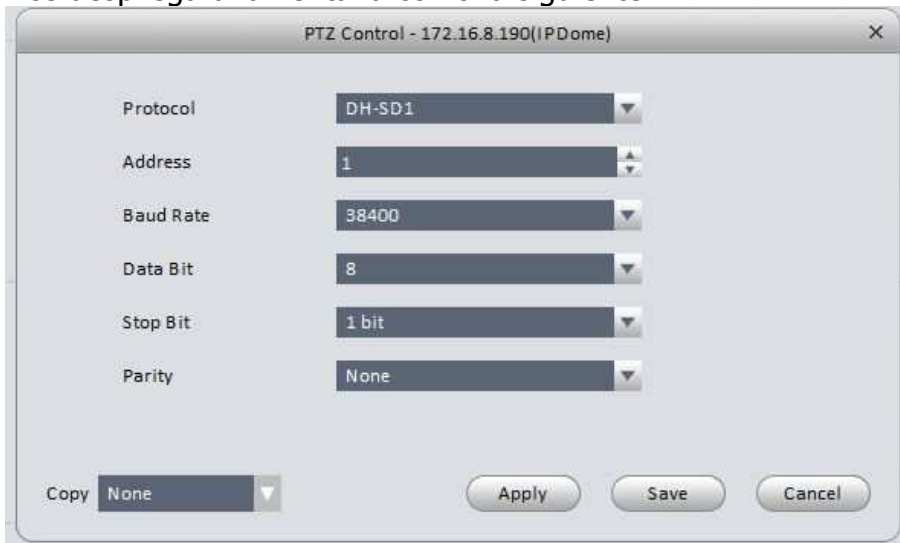 PTZ Control - 172.16.8.190(IPDome)
Protocol DH-SD1
Address 1
Baud Rate 38400
Data Bit 8
Stop Bit 1 bit
Parity None
Copy None Apply Save Cancel